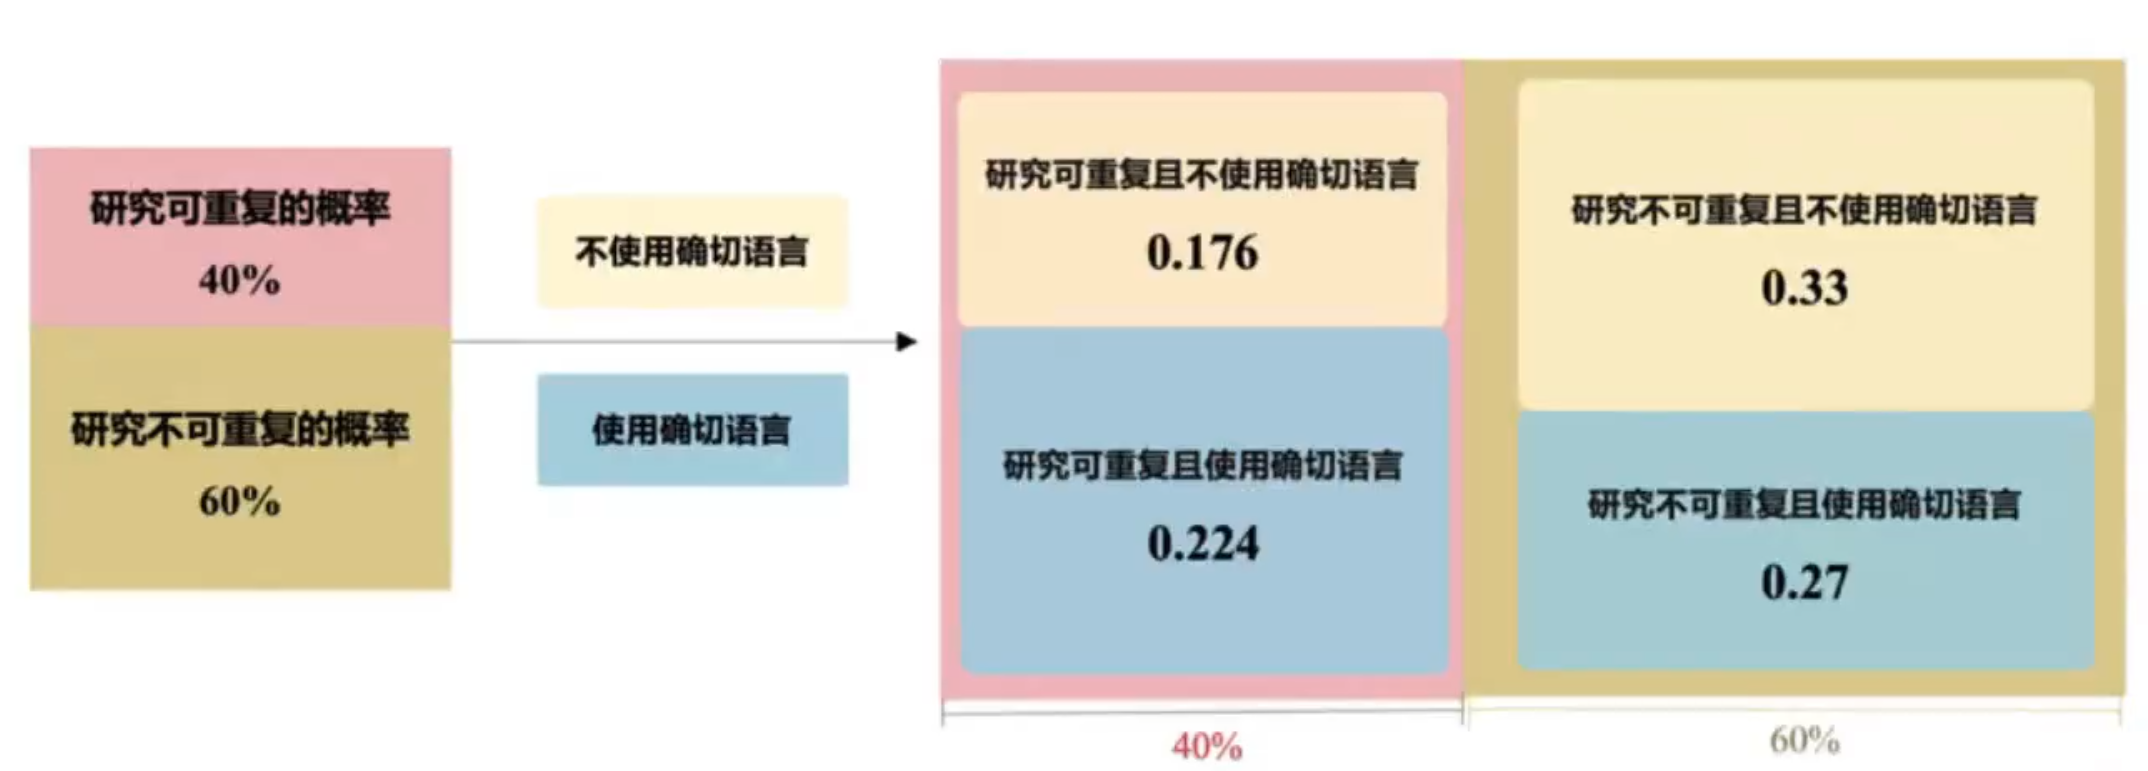 研究可重复的概率
40%
研究不可重复的概率
60%
不使用确切语言
使用确切语言
研究可重复且不使用确切语言
0.176
研究可重复且使用确切语言
0.224
研究不可重复且不使用确切语言
0.33
研究不可重复且使用确切语言
0.27
40%
60%